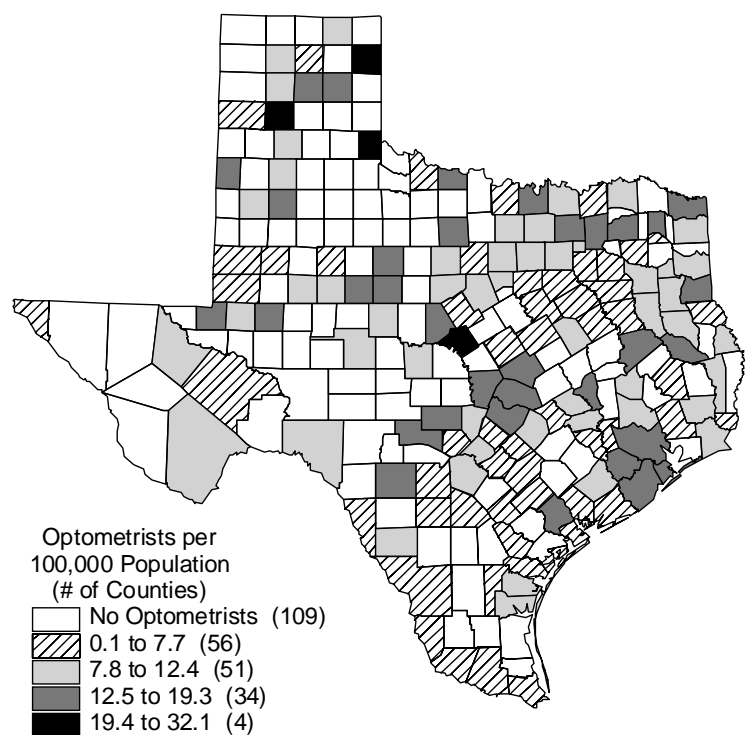 Optometrists per
100,000 Population
(# of Counties)
No Optometrists (109)
0.1 to 7.7 (56)
7.8 to 12.4 (51)
12.5 to 19.3 (34)
19.4 to 32.1 (4)